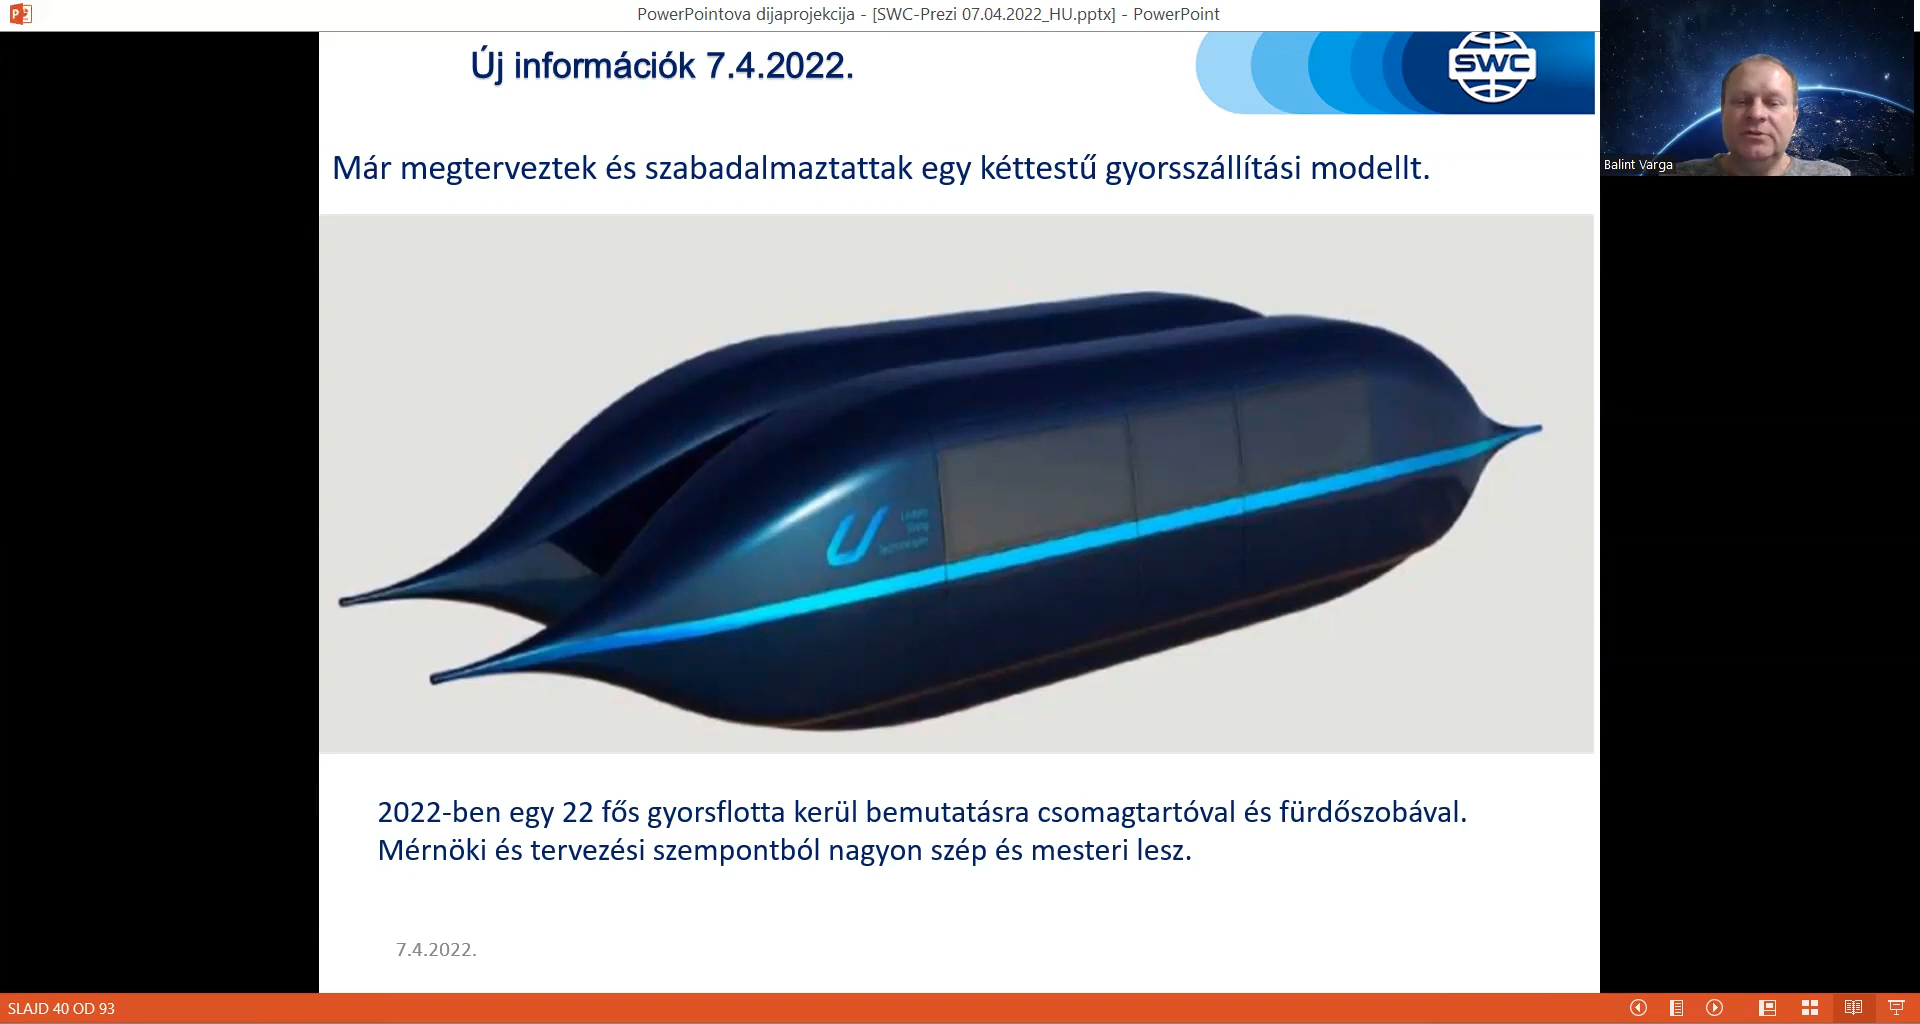 PowerPointova dijaprojekcija - [SWC-Prezi 07.04.2022_HU.pptx] - PowerPoint
Új információk 7.4.2022.
SWC
Balint Varga
Már megterveztek és szabadalmaztattak egy kéttestű gyorsszállítási modellt.
2022-ben egy 22 fős gyorsflotta kerül bemutatásra csomagtartóval és fürdőszobával.
Mérnöki és tervezési szempontból nagyon szép és mesteri lesz.
7.4.2022.
SLAJD 40 OD 93